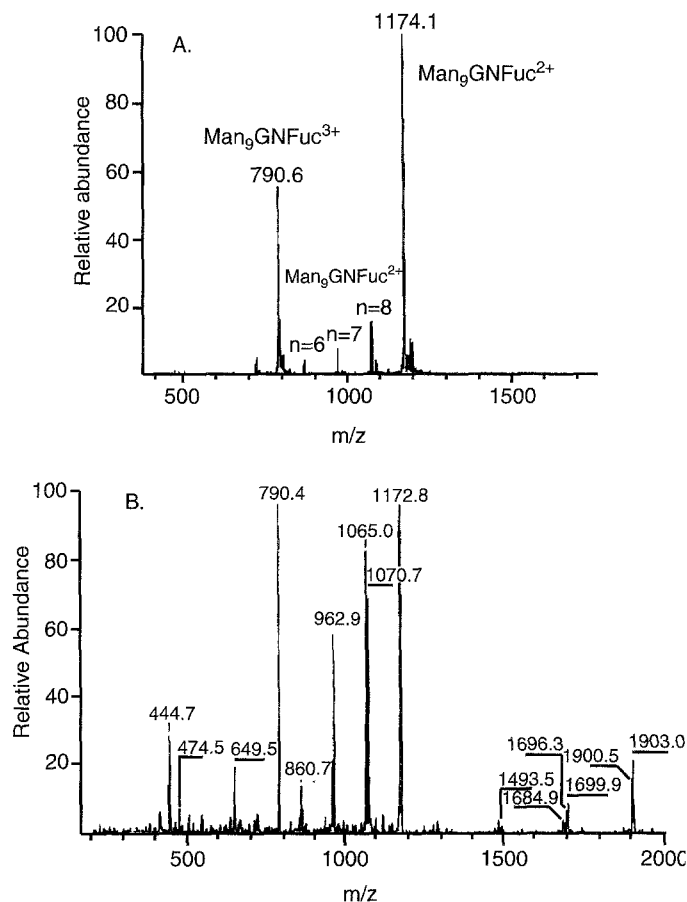 A.
1174.1
Man₉GNFuc²⁺
Man₉GNFuc³⁺
790.6
Man₉GNFuc²⁺
n=8
n=7
n=6
100
80
60
40
20
Relative abundance
500
1000
1500
m/z
B.
790.4
1172.8
1065.0
1070.7
962.9
444.7
474.5
649.5
860.7
1696.3
1900.5
1903.0
1493.5
1699.9
1684.9
100
80
60
40
20
Relative Abundance
500
1000
1500
2000
m/z